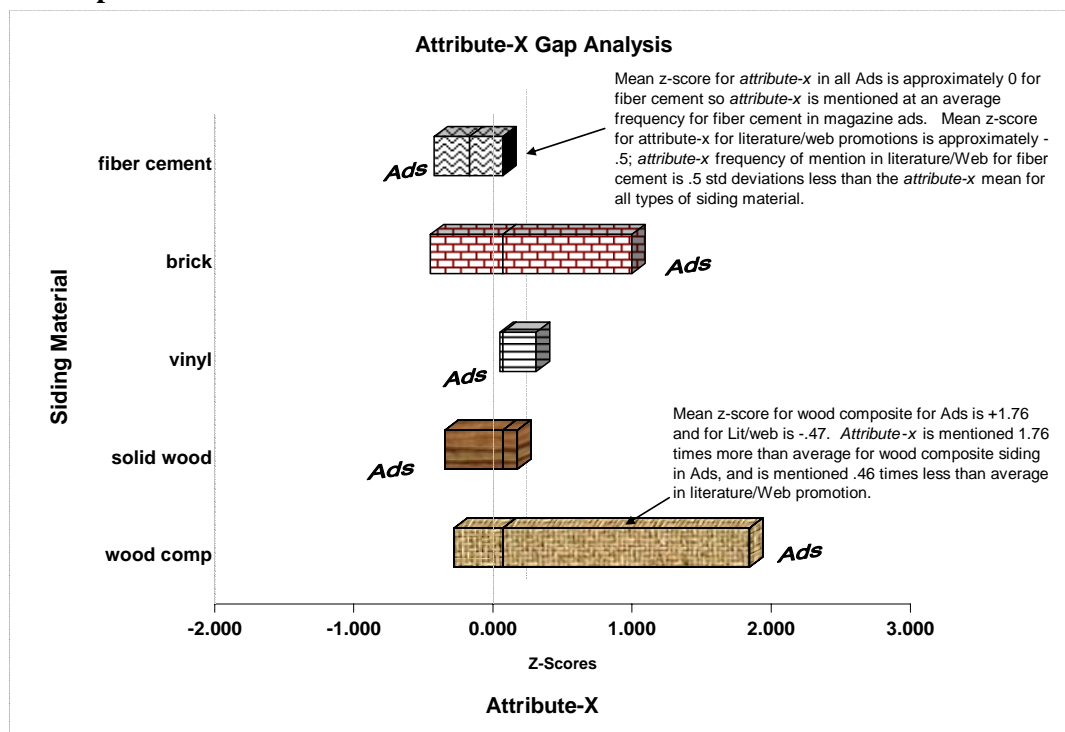 Attribute-X Gap Analysis
Mean z-score for attribute-x in all Ads is approximately 0 for
fiber cement so attribute-x is mentioned at an average
frequency for fiber cement in magazine ads. Mean z-score
for attribute-x for literature/web promotions is approximately -
.5; attribute-x frequency of mention in literature/Web for fiber
cement is .5 std deviations less than the attribute-x mean for
all types of siding material.
fiber cement
Ads
brick
Ads
Siding Material
vinyl
Ads
Mean z-score for wood composite for Ads is +1.76
and for Lit/web is -.47. Attribute-x is mentioned 1.76
times more than average for wood composite siding
in Ads, and is mentioned .46 times less than average
in literature/Web promotion.
solid wood
Ads
wood comp
Ads
-2.000 -1.000 0.000 1.000 2.000 3.000
Z-Scores
Attribute-X